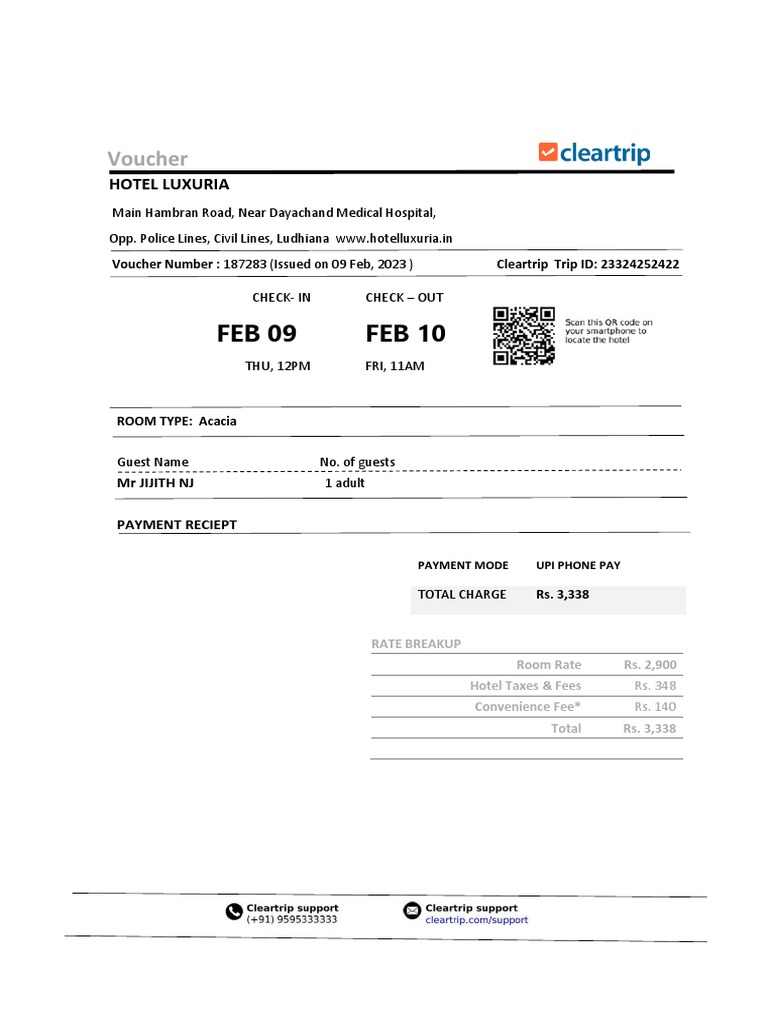 Voucher
cleartrip
HOTEL LUXURIA
Main Hambran Road, Near Dayachand Medical Hospital,
Opp. Police Lines, Civil Lines, Ludhiana www.hotelluxuria.in
Voucher Number : 187283 (Issued on 09 Feb, 2023 ) Cleartrip Trip ID: 23324252422
CHECK- IN CHECK – OUT
FEB 09 FEB 10
THU, 12PM FRI, 11AM
Scan this QR code on
your smartphone to
locate the hotel
ROOM TYPE: Acacia
Guest Name No. of guests
Mr JIJITH NJ 1 adult
PAYMENT RECIEPT
PAYMENT MODE UPI PHONE PAY
TOTAL CHARGE Rs. 3,338
RATE BREAKUP
Room Rate Rs. 2,900
Hotel Taxes & Fees Rs. 348
Convenience Fee* Rs. 140
Total Rs. 3,338
Cleartrip support Cleartrip support
(+91) 9595333333 cleartrip.com/support